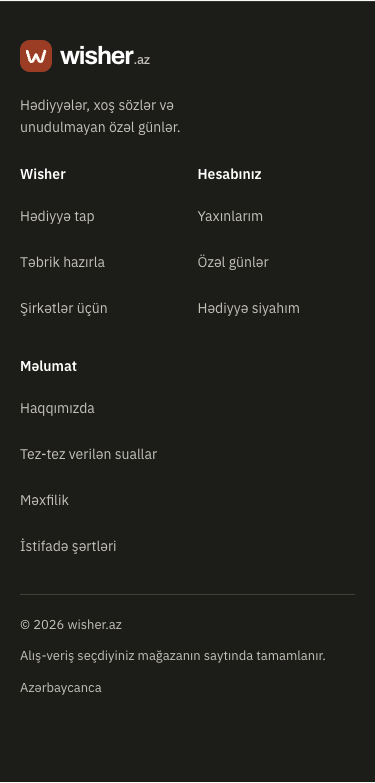 wisher.az
Hədiyyələr, xoş sözlər və
unudulmayan özəl günlər.
Wisher
Hədiyyə tap
Təbrik hazırla
Şirkətlər üçün
Hesabınız
Yaxınlarım
Özəl günlər
Hədiyyə siyahım
Məlumat
Haqqımızda
Tez-tez verilən suallar
Məxfilik
İstifadə şərtləri
© 2026 wisher.az
Alış-veriş seçdiyiniz mağazanın saytında tamamlanır.
Azərbaycanca